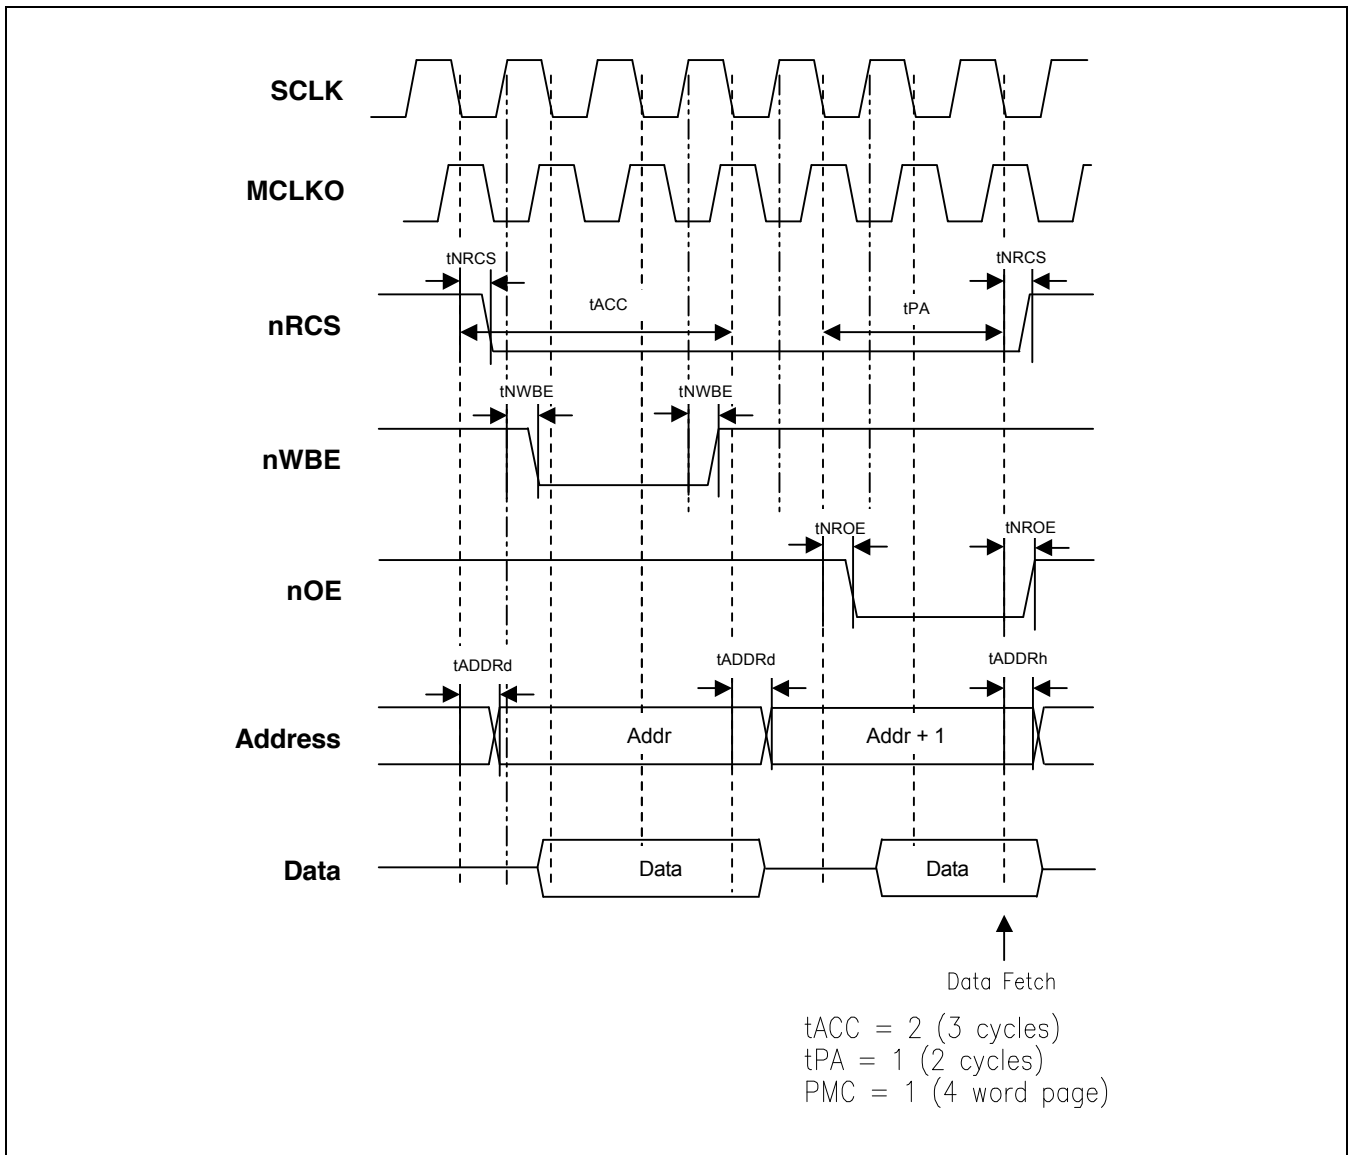 SCLK
MCLKO
tNRCS
tNRCS
tACC
tPA
nRCS
tNWBE
tNWBE
nWBE
tNROE
tNROE
nOE
tADDRd
tADDRd
tADDRh
Address
Addr
Addr + 1
Data
Data
Data
Data Fetch
tACC = 2 (3 cycles)
tPA = 1 (2 cycles)
PMC = 1 (4 word page)